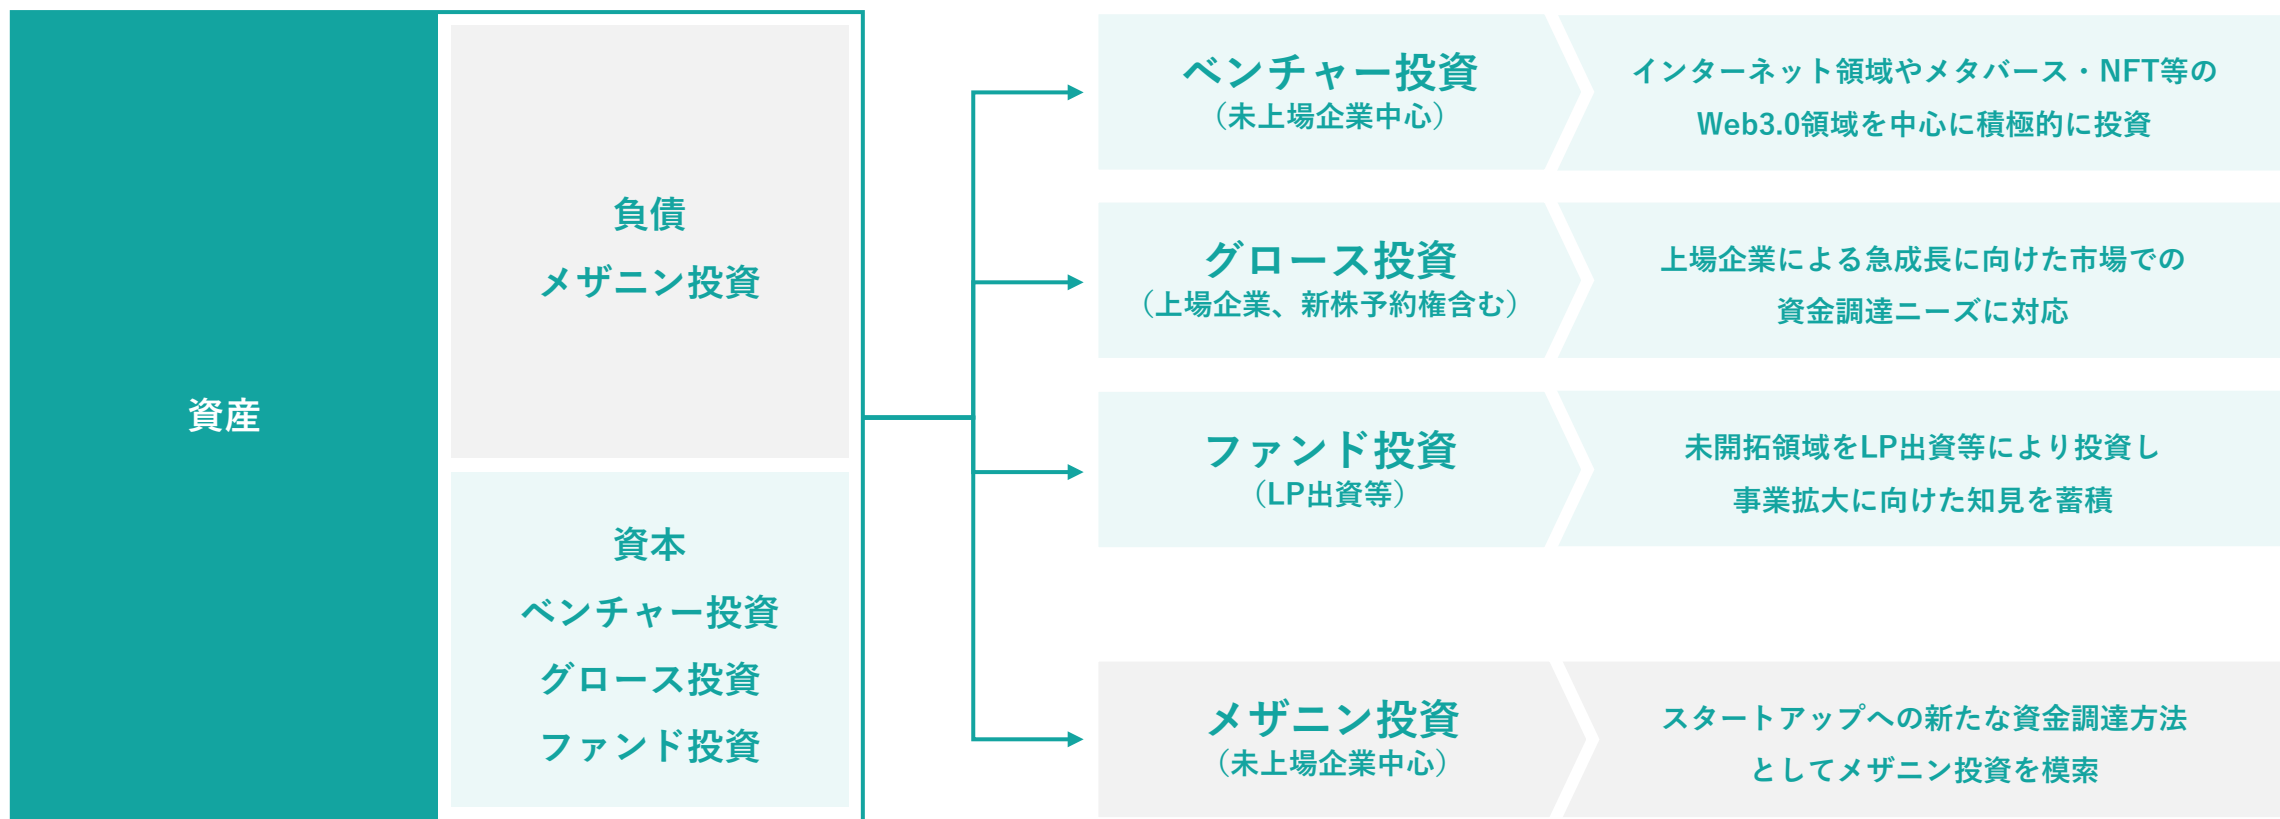 資産
負債
メザニン投資
資本
ベンチャー投資
グロース投資
ファンド投資
ベンチャー投資
（未上場企業中心）
インターネット領域やメタバース・NFT等の
Web3.0領域を中心に積極的に投資
グロース投資
（上場企業、新株予約権含む）
上場企業による急成長に向けた市場での
資金調達ニーズに対応
ファンド投資
（LP出資等）
未開拓領域をLP出資等により投資し
事業拡大に向けた知見を蓄積
メザニン投資
（未上場企業中心）
スタートアップへの新たな資金調達方法
としてメザニン投資を模索